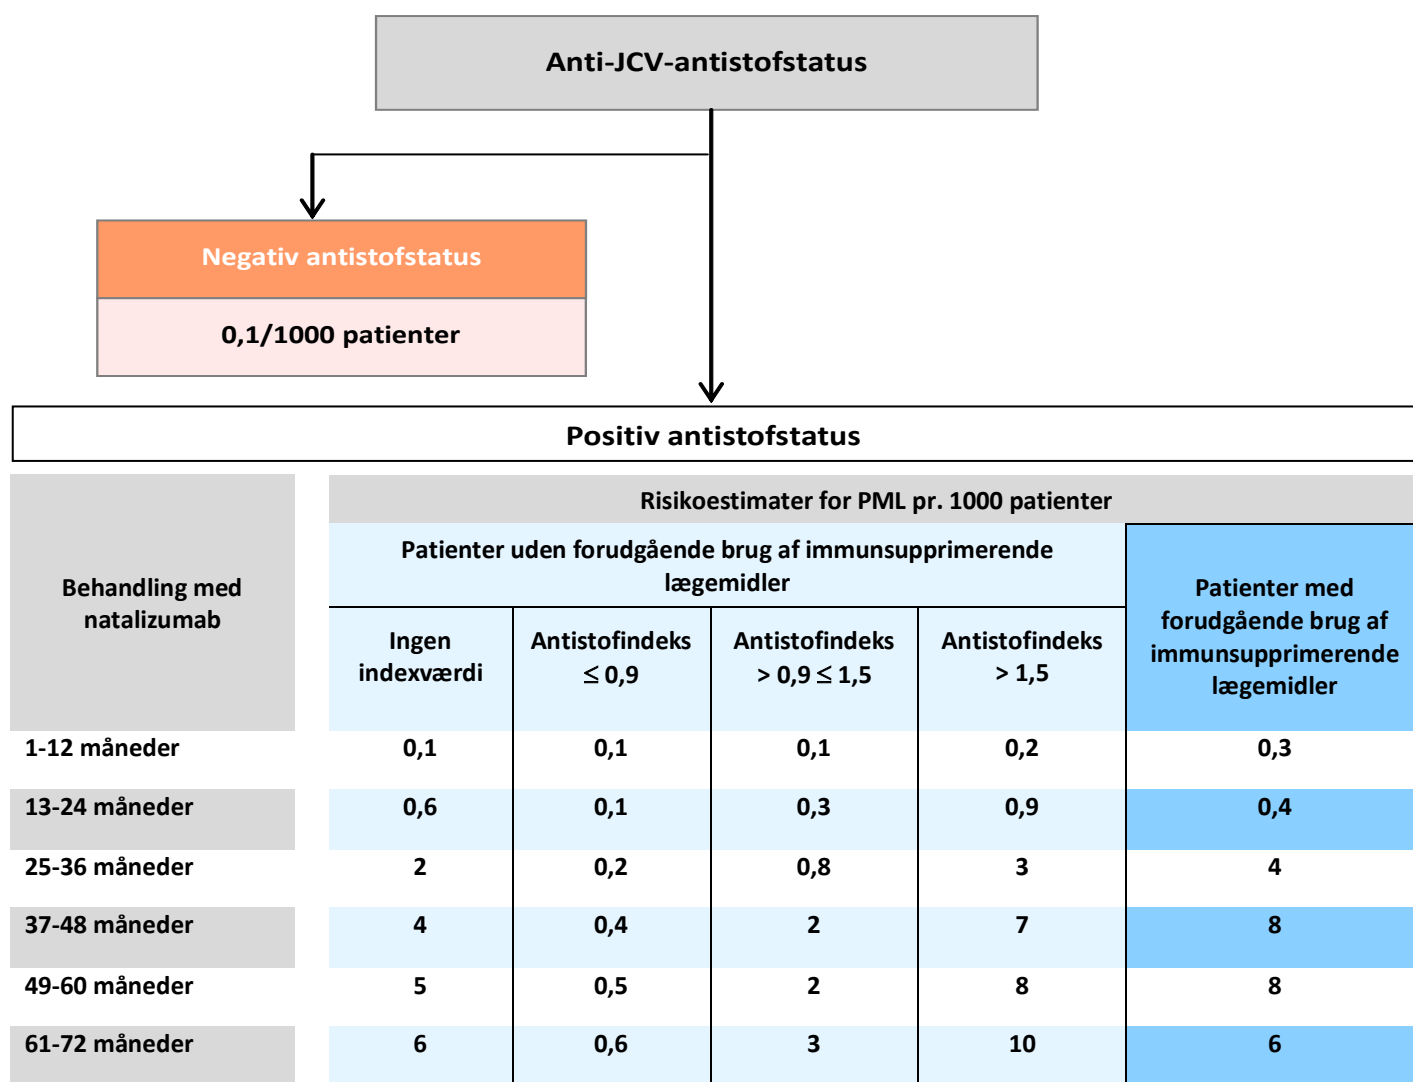 Anti-JCV-antistofstatus
Negativ antistofstatus
0,1/1000 patienter
Positiv antistofstatus
Behandling med
natalizumab
Risikoestimater for PML pr. 1000 patienter
Patienter uden forudgående brug af immunsupprimerende
lægemidler
Patienter med
forudgående brug af
immunsupprimerende
lægemidler
Ingen
indexværdi
Antistofindeks
≤ 0,9
Antistofindeks
> 0,9 ≤ 1,5
Antistofindeks
> 1,5
1-12 måneder 0,1 0,1 0,1 0,2 0,3
13-24 måneder 0,6 0,1 0,3 0,9 0,4
25-36 måneder 2 0,2 0,8 3 4
37-48 måneder 4 0,4 2 7 8
49-60 måneder 5 0,5 2 8 8
61-72 måneder 6 0,6 3 10 6